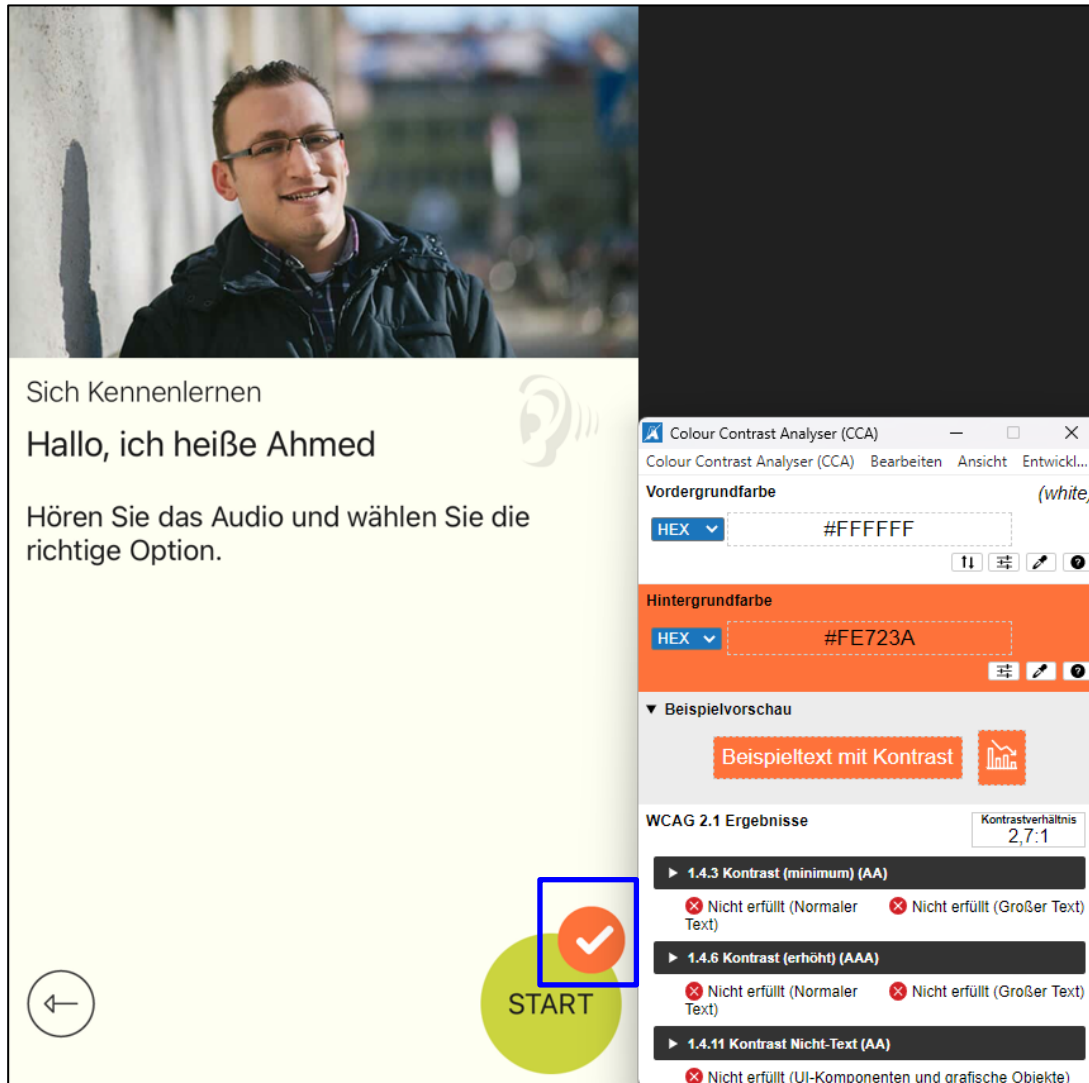 Sich Kennenlernen
Hallo, ich heiße Ahmed
Hören Sie das Audio und wählen Sie die
richtige Option.
START
Colour Contrast Analyser (CCA)
Colour Contrast Analyser (CCA) Bearbeiten Ansicht Entwickl...
Vordergrundfarbe (white)
HEX #FFFFFF
Hintergrundfarbe
HEX #FE723A
▼ Beispielvorschau
Beispieltext mit Kontrast
WCAG 2.1 Ergebnisse
Kontrastverhältnis
2,7:1
▶ 1.4.3 Kontrast (minimum) (AA)
Nicht erfüllt (Normaler Text)
Nicht erfüllt (Großer Text)
▶ 1.4.6 Kontrast (erhöht) (AAA)
Nicht erfüllt (Normaler Text)
Nicht erfüllt (Großer Text)
▶ 1.4.11 Kontrast Nicht-Text (AA)
Nicht erfüllt (UI-Komponenten und grafische Objekte)